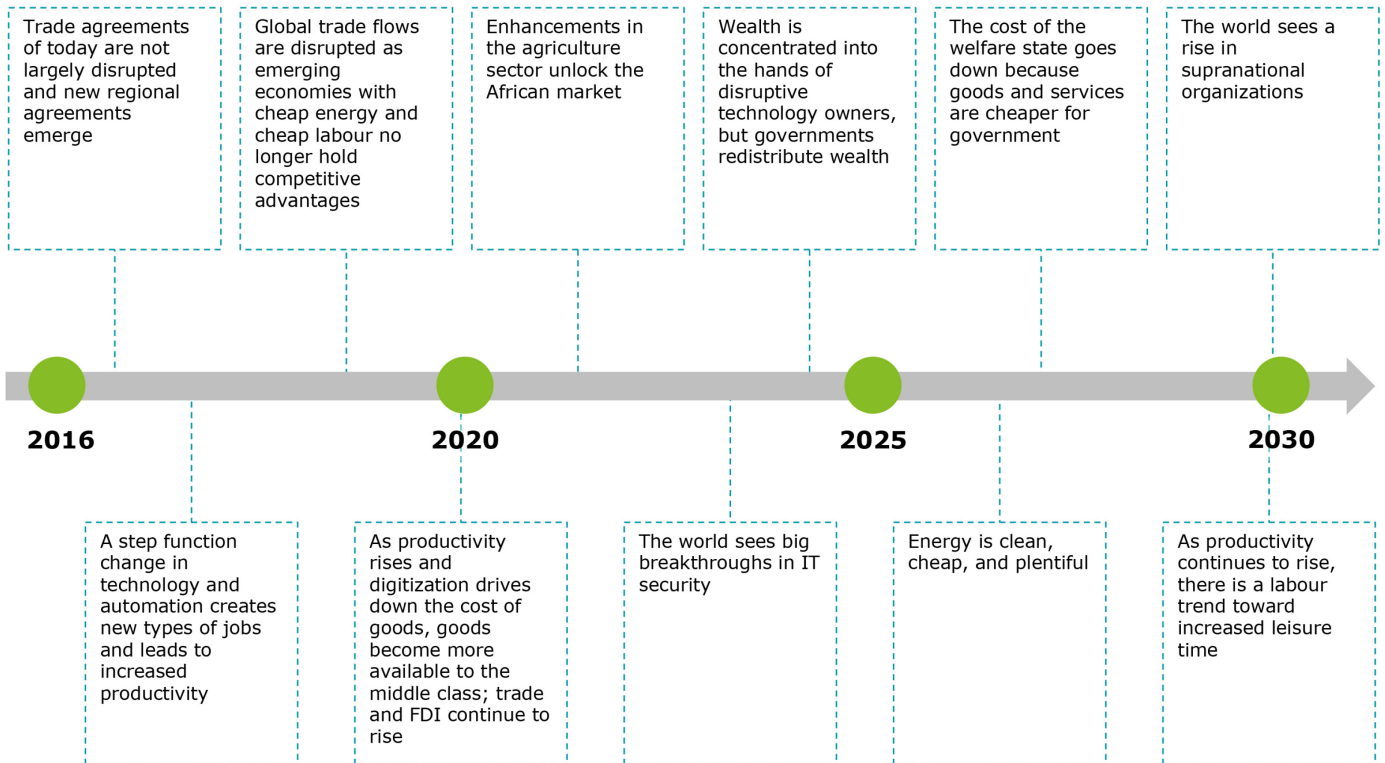 Trade agreements
of today are not
largely disrupted
and new regional
agreements
emerge
Global trade flows
are disrupted as
emerging
economies with
cheap energy and
cheap labour no
longer hold
competitive
advantages
Enhancements in
the agriculture
sector unlock the
African market
Wealth is
concentrated into
the hands of
disruptive
technology owners,
but governments
redistribute wealth
The cost of the
welfare state goes
down because
goods and services
are cheaper for
government
The world sees a
rise in
supranational
organizations
2016
2020
2025
2030
A step function
change in
technology and
automation creates
new types of jobs
and leads to
increased
productivity
As productivity
rises and
digitization drives
down the cost of
goods, goods
become more
available to the
middle class; trade
and FDI continue to
rise
The world sees big
breakthroughs in IT
security
Energy is clean,
cheap, and plentiful
As productivity
continues to rise,
there is a labour
trend toward
increased leisure
time